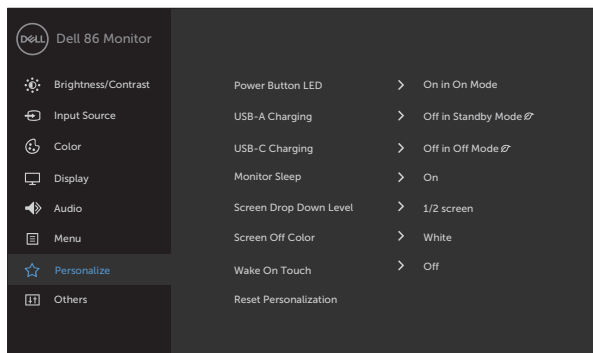 DELL Dell 86 Monitor
Brightness/Contrast
Input Source
Color
Display
Audio
Menu
Personalize
Others
Power Button LED > On in On Mode
USB-A Charging > Off in Standby Mode
USB-C Charging > Off in Off Mode
Monitor Sleep > On
Screen Drop Down Level > 1/2 screen
Screen Off Color > White
Wake On Touch > Off
Reset Personalization